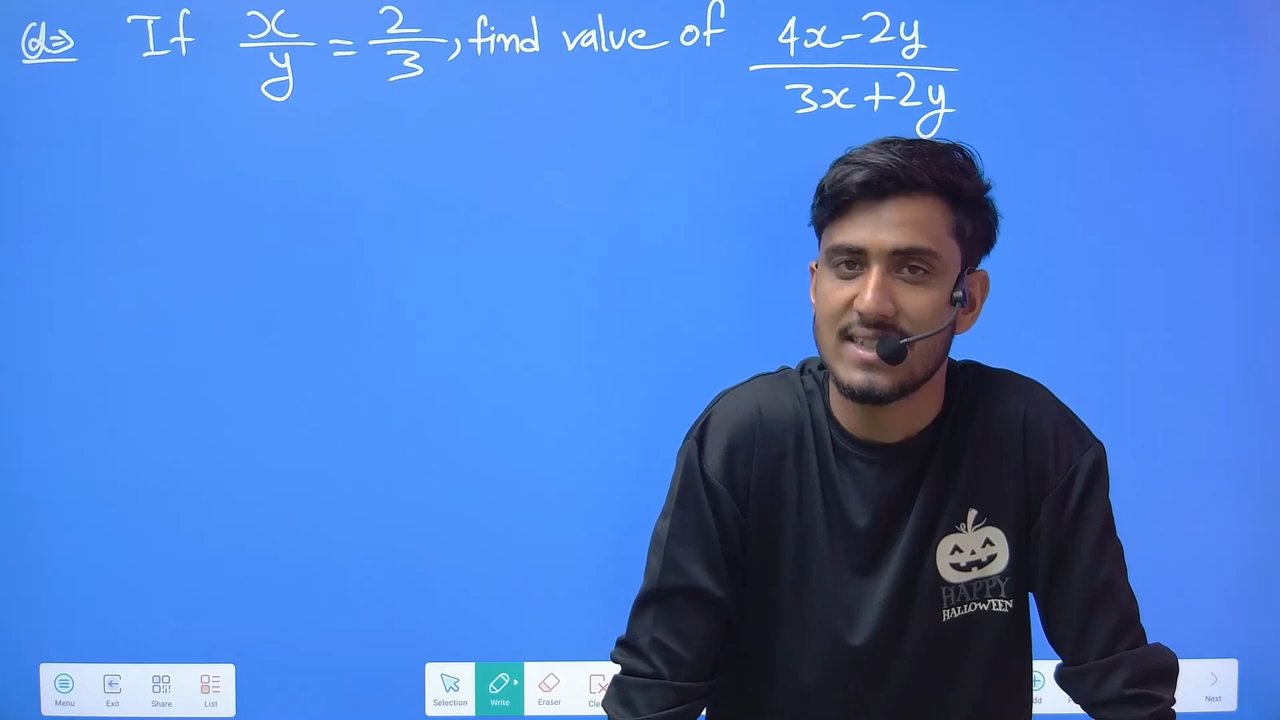 Q⇒ If x/y = 2/3, find value of 4x-2y/3x+2y
HAPPY
HALLOWEEN
Menu Exit Share List Selection Write Eraser Next